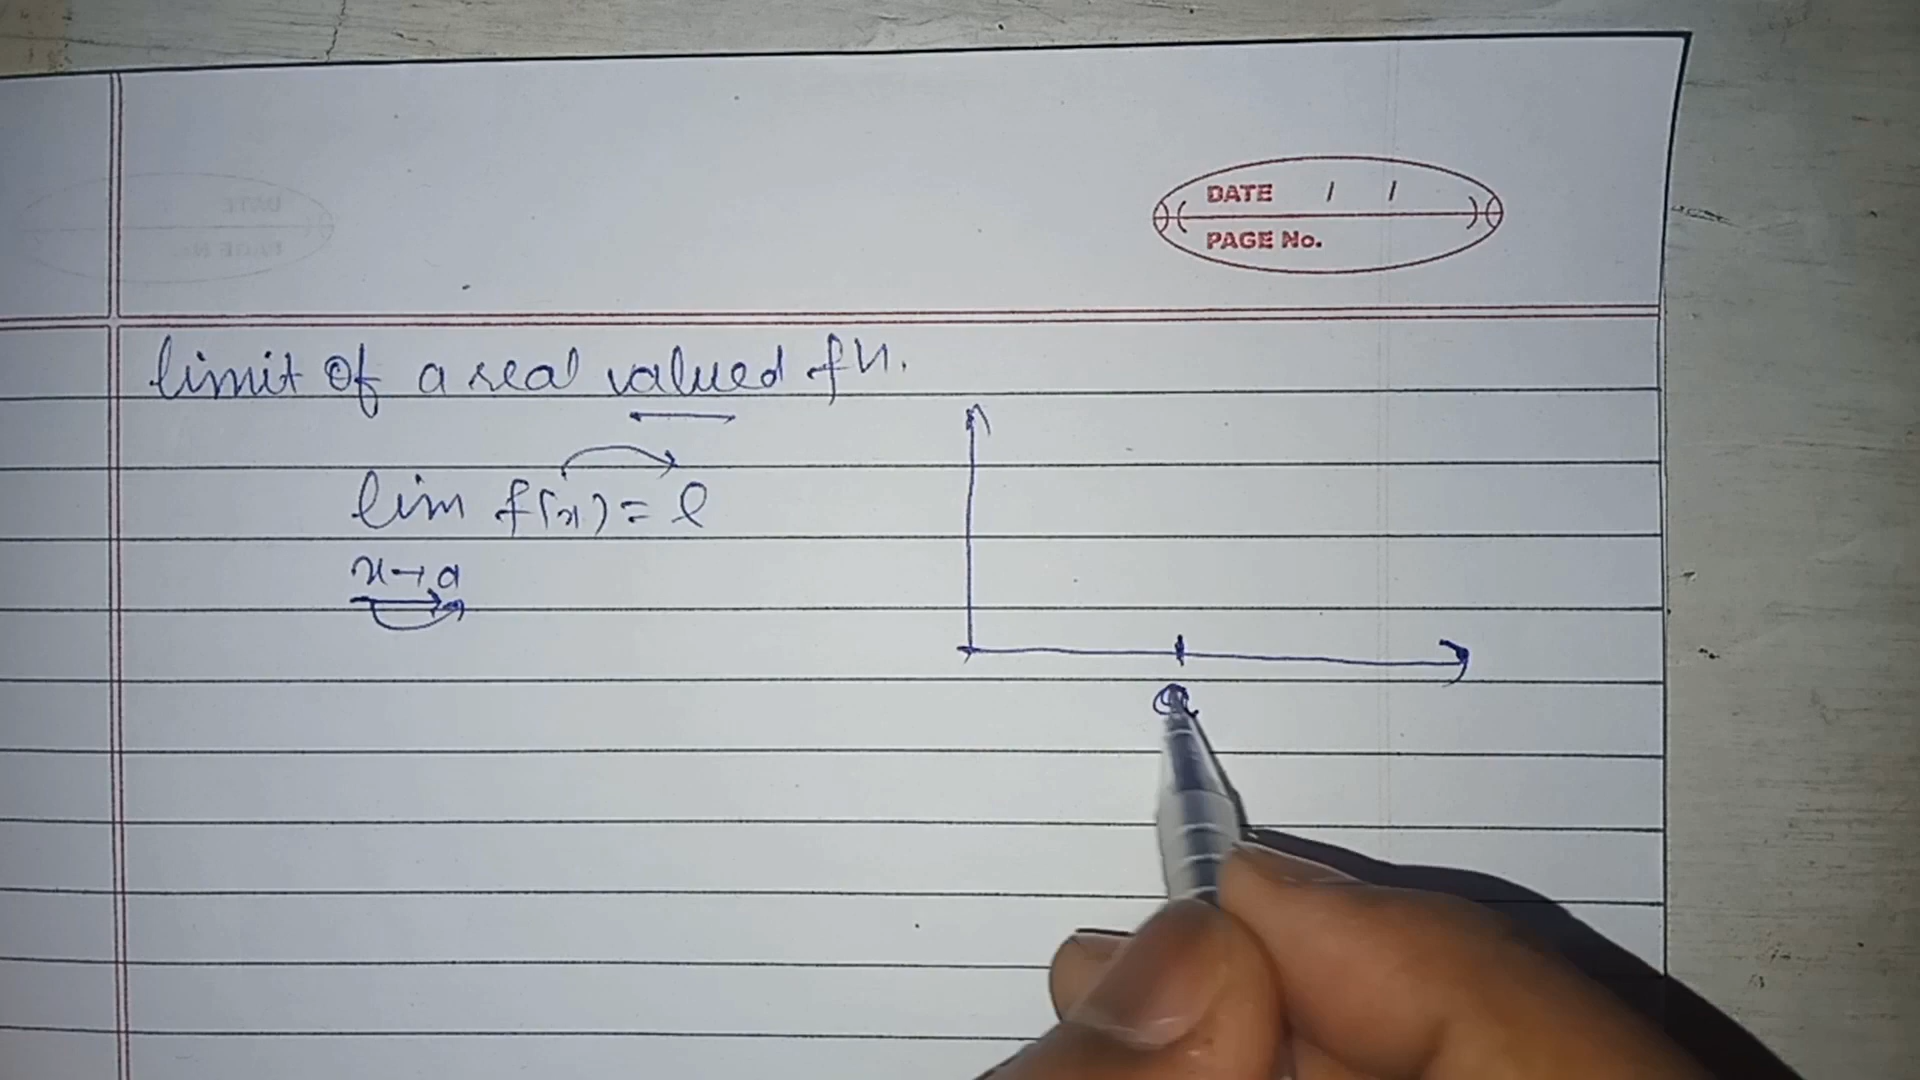 DATE / /
PAGE No.
limit of a real valued fn.
lim f(x) = l
x→a
a